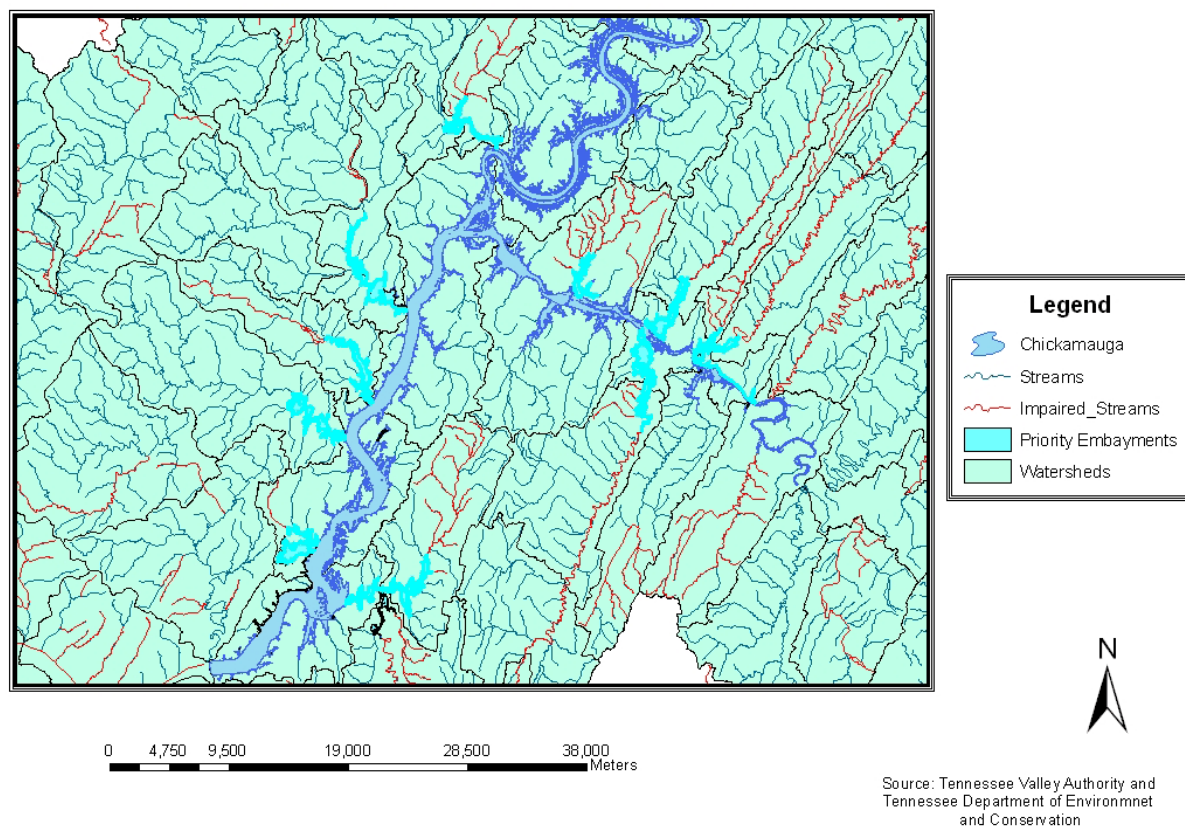 Legend
Chickamauga
Streams
Impaired_Streams
Priority Embayments
Watersheds
N
0 4,750 9,500 19,000 28,500 38,000
Meters
Source: Tennessee Valley Authority and
Tennessee Department of Environmnet
and Conservation